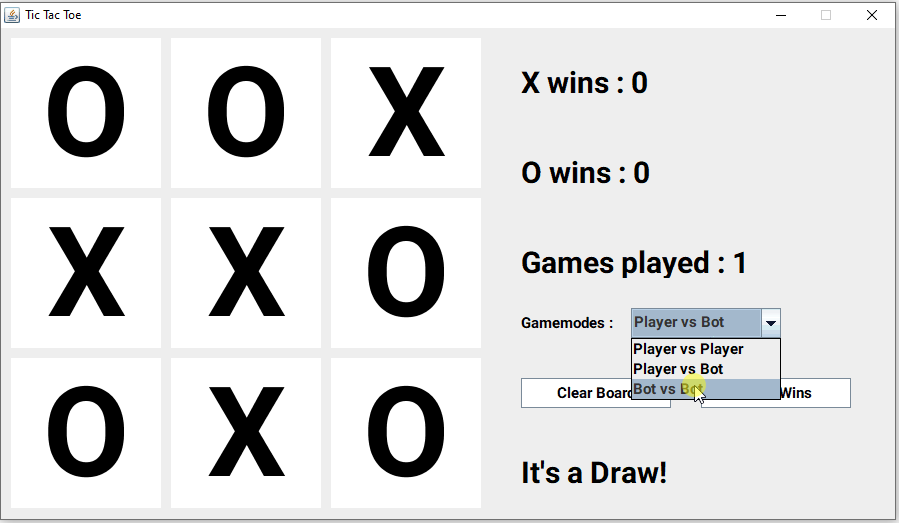 Tic Tac Toe
O O X
X X O
O X O
X wins : 0
O wins : 0
Games played : 1
Gamemodes : Player vs Bot
Player vs Player
Player vs Bot
Bot vs Bot
Clear Wins
It's a Draw!